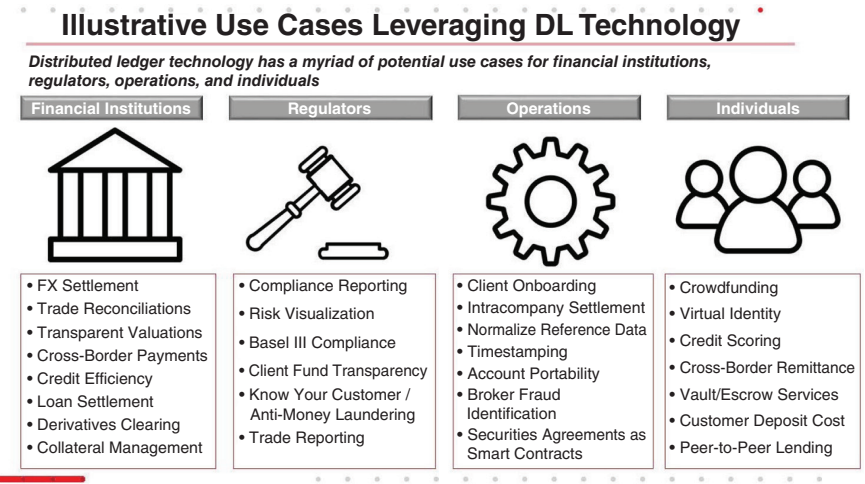 Illustrative Use Cases Leveraging DL Technology
Distributed ledger technology has a myriad of potential use cases for financial institutions,
regulators, operations, and individuals
Financial Institutions
• FX Settlement
• Trade Reconciliations
• Transparent Valuations
• Cross-Border Payments
• Credit Efficiency
• Loan Settlement
• Derivatives Clearing
• Collateral Management
Regulators
• Compliance Reporting
• Risk Visualization
• Basel III Compliance
• Client Fund Transparency
• Know Your Customer /
Anti-Money Laundering
• Trade Reporting
Operations
• Client Onboarding
• Intracompany Settlement
• Normalize Reference Data
• Timestamping
• Account Portability
• Broker Fraud
Identification
• Securities Agreements as
Smart Contracts
Individuals
• Crowdfunding
• Virtual Identity
• Credit Scoring
• Cross-Border Remittance
• Vault/Escrow Services
• Customer Deposit Cost
• Peer-to-Peer Lending